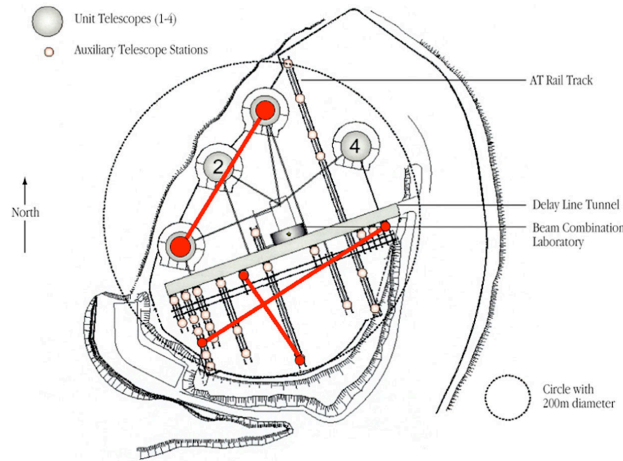 Unit Telescopes (1-4)
Auxiliary Telescope Stations
AT Rail Track
2
4
North
Delay Line Tunnel
Beam Combination
Laboratory
Circle with
200m diameter